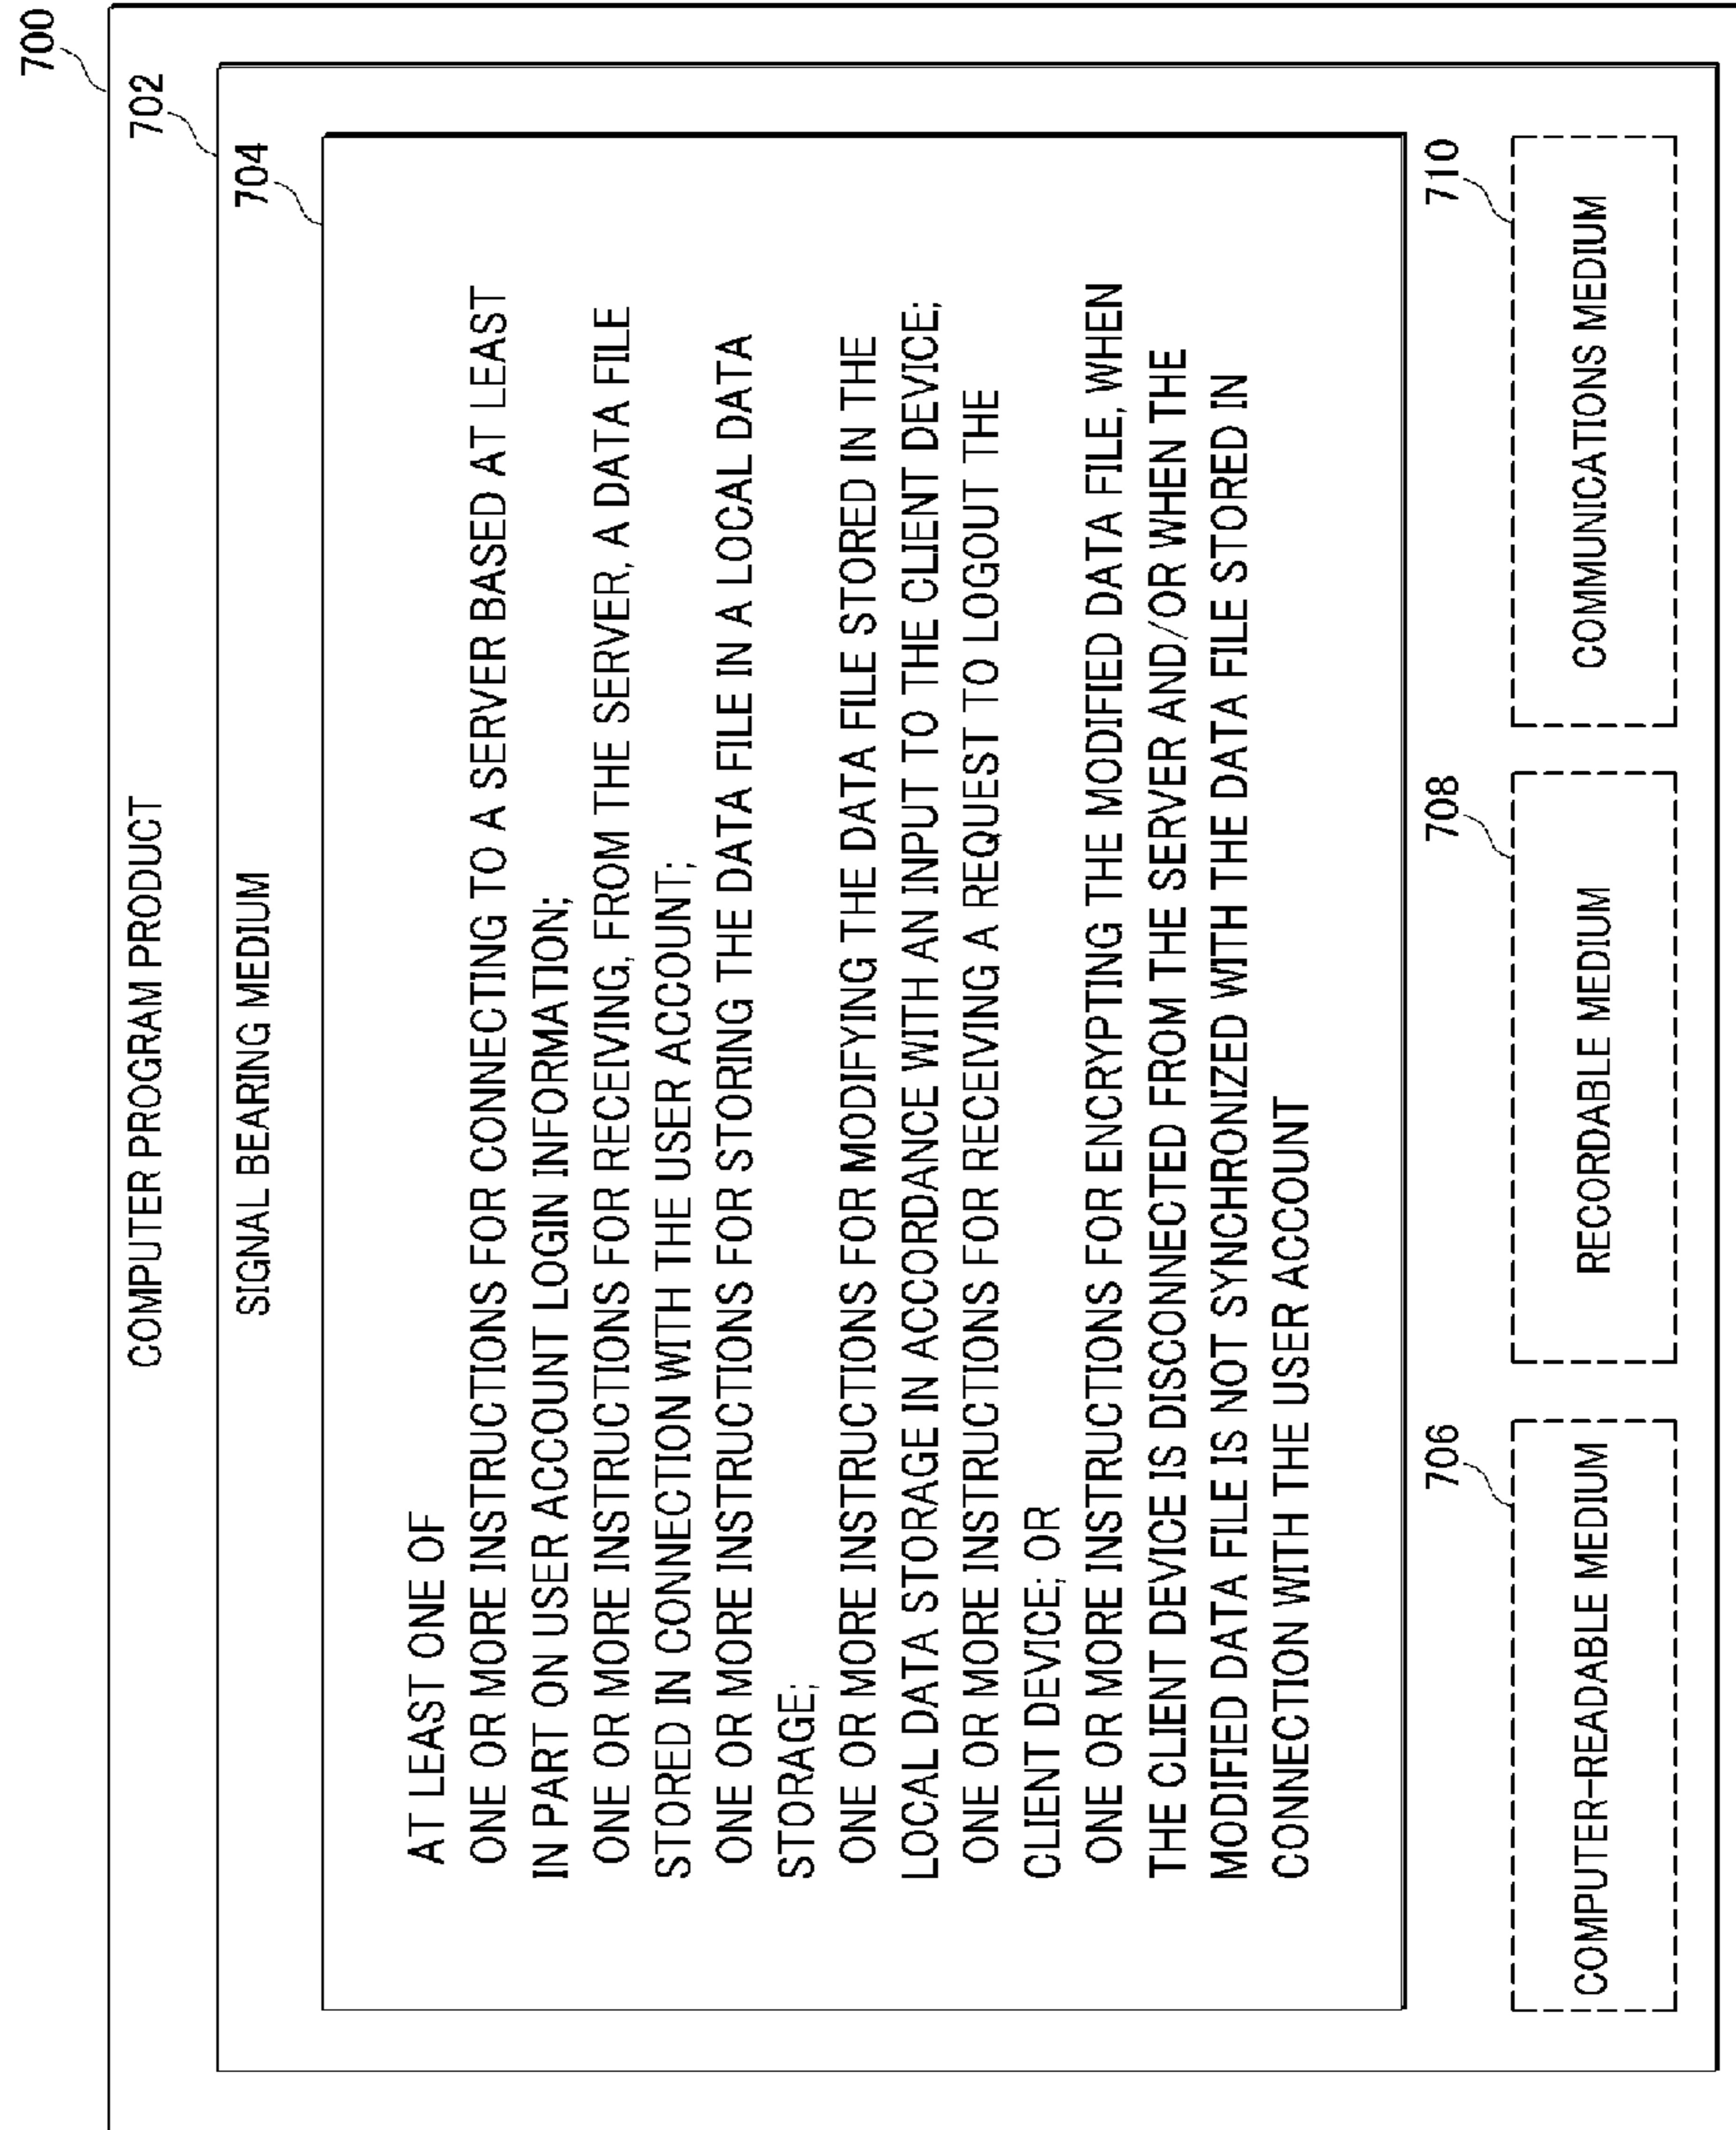 700
COMPUTER PROGRAM PRODUCT
702
SIGNAL BEARING MEDIUM
704
AT LEAST ONE OF
ONE OR MORE INSTRUCTIONS FOR CONNECTING TO A SERVER BASED AT LEAST
IN PART ON USER ACCOUNT LOGIN INFORMATION;
ONE OR MORE INSTRUCTIONS FOR RECEIVING, FROM THE SERVER, A DATA FILE
STORED IN CONNECTION WITH THE USER ACCOUNT;
ONE OR MORE INSTRUCTIONS FOR STORING THE DATA FILE IN A LOCAL DATA
STORAGE;
ONE OR MORE INSTRUCTIONS FOR MODIFYING THE DATA FILE STORED IN THE
LOCAL DATA STORAGE IN ACCORDANCE WITH AN INPUT TO THE CLIENT DEVICE;
ONE OR MORE INSTRUCTIONS FOR RECEIVING A REQUEST TO LOGOUT THE
CLIENT DEVICE; OR
ONE OR MORE INSTRUCTIONS FOR ENCRYPTING THE MODIFIED DATA FILE, WHEN
THE CLIENT DEVICE IS DISCONNECTED FROM THE SERVER AND/OR WHEN THE
MODIFIED DATA FILE IS NOT SYNCHRONIZED WITH THE DATA FILE STORED IN
CONNECTION WITH THE USER ACCOUNT
706
COMPUTER-READABLE MEDIUM
708
RECORDABLE MEDIUM
710
COMMUNICATIONS MEDIUM